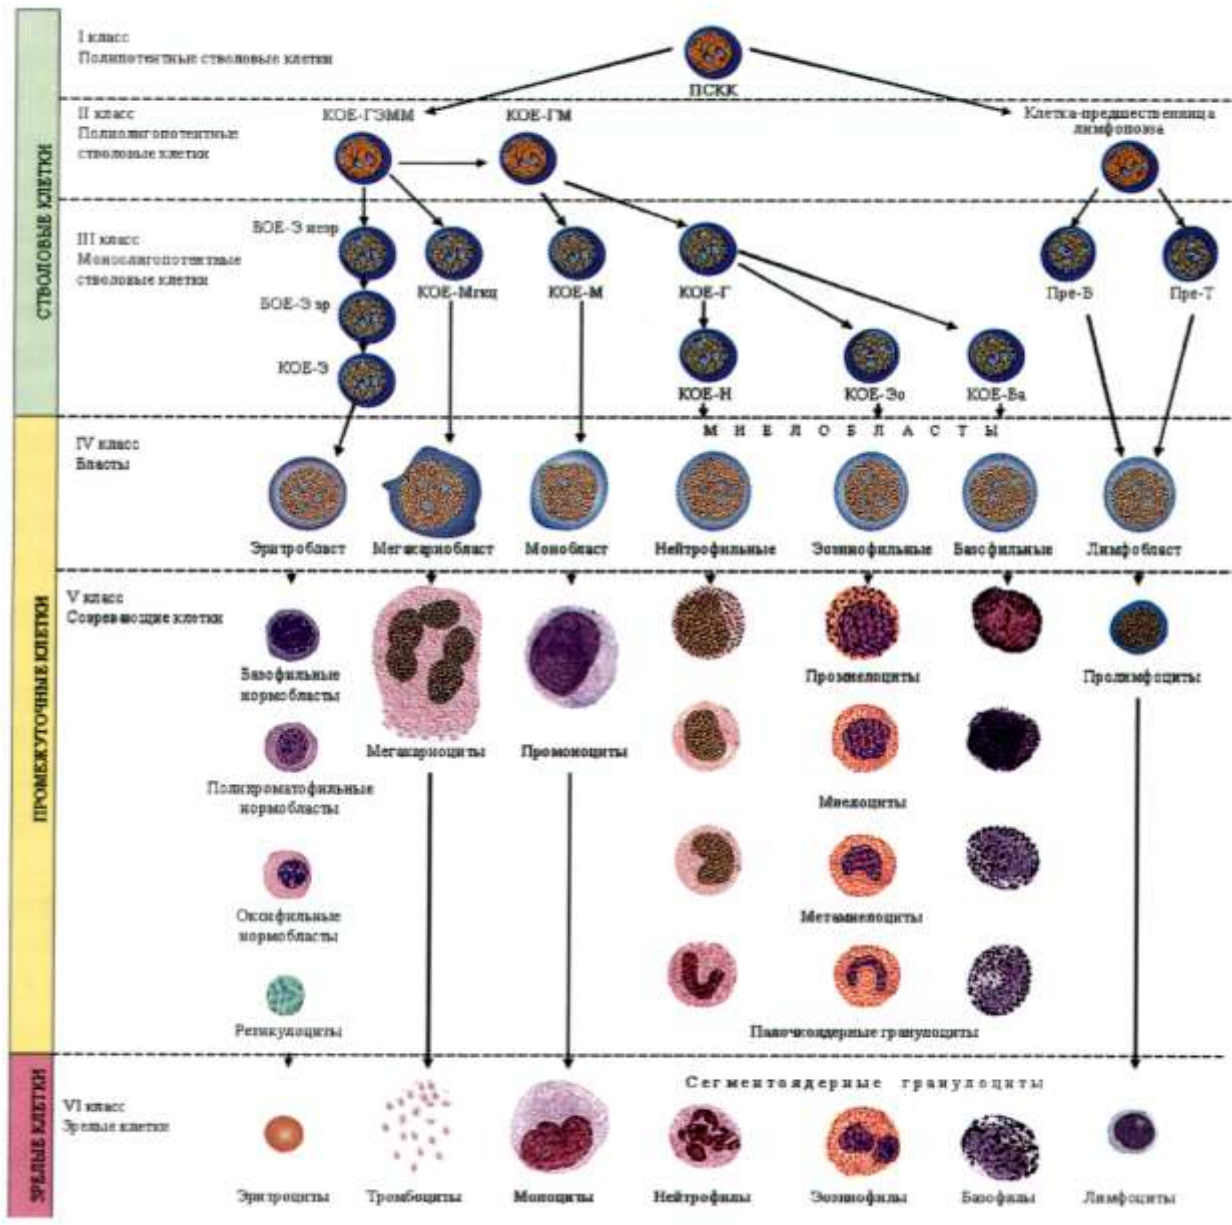 СТВОЛОВЫЕ КЛЕТКИ
I класс
Полипотентные стволовые клетки
ПСКК
II класс
Полиолигопотентные
стволовые клетки
КОЕ-ГЭММ
КОЕ-ГМ
Клетка-предшественница
лимфопоэза
III класс
Моноолигопотентные
стволовые клетки
БОЕ-Э незр
БОЕ-Э зр
КОЕ-Э
КОЕ-Мгкц
КОЕ-М
КОЕ-Г
Пре-В
Пре-Т
КОЕ-Н
КОЕ-Эо
КОЕ-Ба
ПРОМЕЖУТОЧНЫЕ КЛЕТКИ
IV класс
Бласты
МИЕЛОБЛАСТЫ
Эритробласт
Мегакариобласт
Монобласт
Нейтрофильные
Эозинофильные
Базофильные
Лимфобласт
V класс
Созревающие клетки
Базофильные
нормобласты
Промиелоциты
Пролимфоциты
Мегакариоциты
Промоноциты
Полихроматофильные
нормобласты
Миелоциты
Оксифильные
нормобласты
Метамиелоциты
Ретикулоциты
Палочкоядерные гранулоциты
ЗРЕЛЫЕ КЛЕТКИ
VI класс
Зрелые клетки
Сегментоядерные гранулоциты
Эритроциты
Тромбоциты
Моноциты
Нейтрофилы
Эозинофилы
Базофилы
Лимфоциты